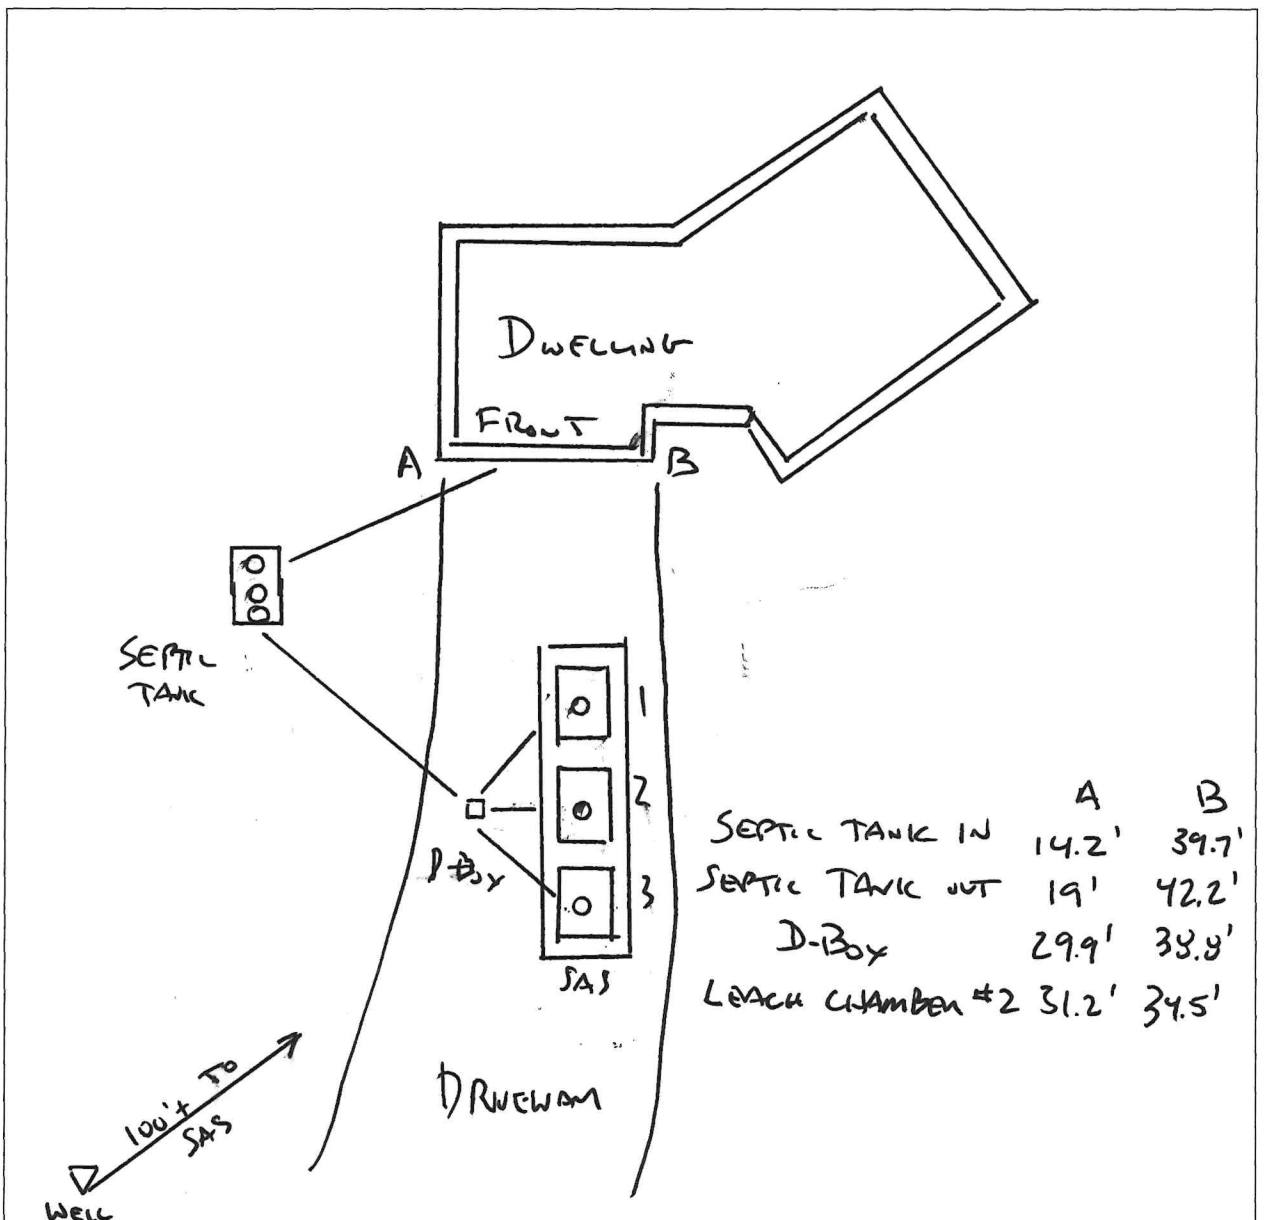 DWELLING
FRONT
A
B
SEPTIC
TANK
1
2
3
D-BOX
SAS
A B
SEPTIC TANK IN 14.2' 39.7'
SEPTIC TANK OUT 19' 42.2'
D-BOX 29.9' 38.8'
LEACH CHAMBER #2 31.2' 34.5'
DRIVEWAY
100'+ TO
SAS
WELL